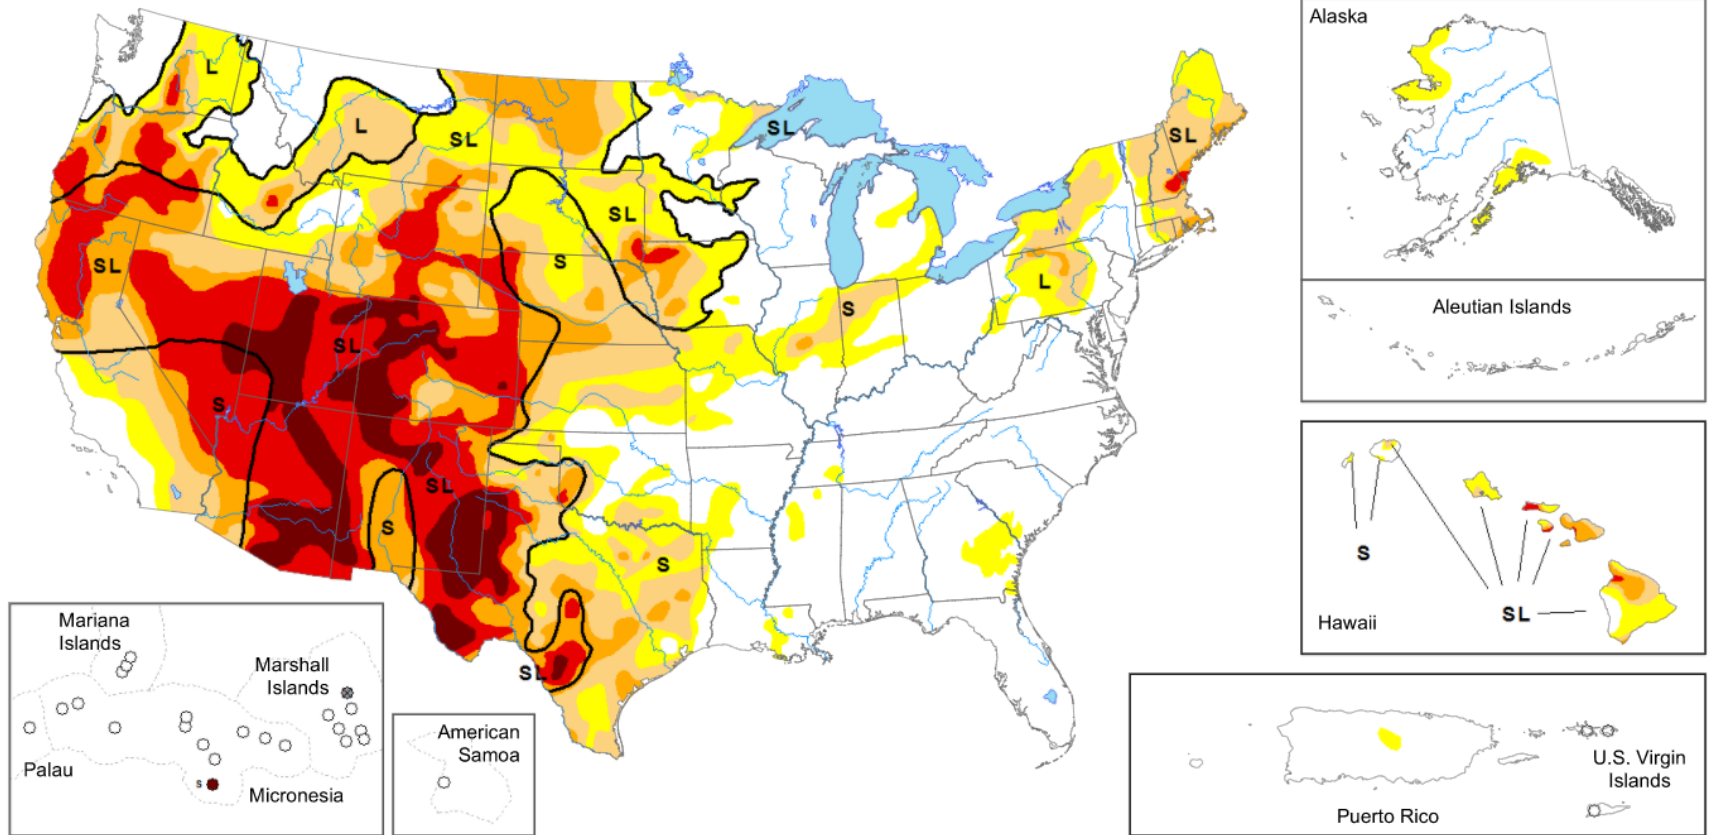 Alaska
L
L
SL
SL
SL
SL
SL
S
L
S
Aleutian Islands
SL
S
SL
S
S
S
SL
S
SL
Hawaii
Mariana
Islands
Marshall
Islands
Palau
s
Micronesia
American
Samoa
U.S. Virgin
Islands
Puerto Rico